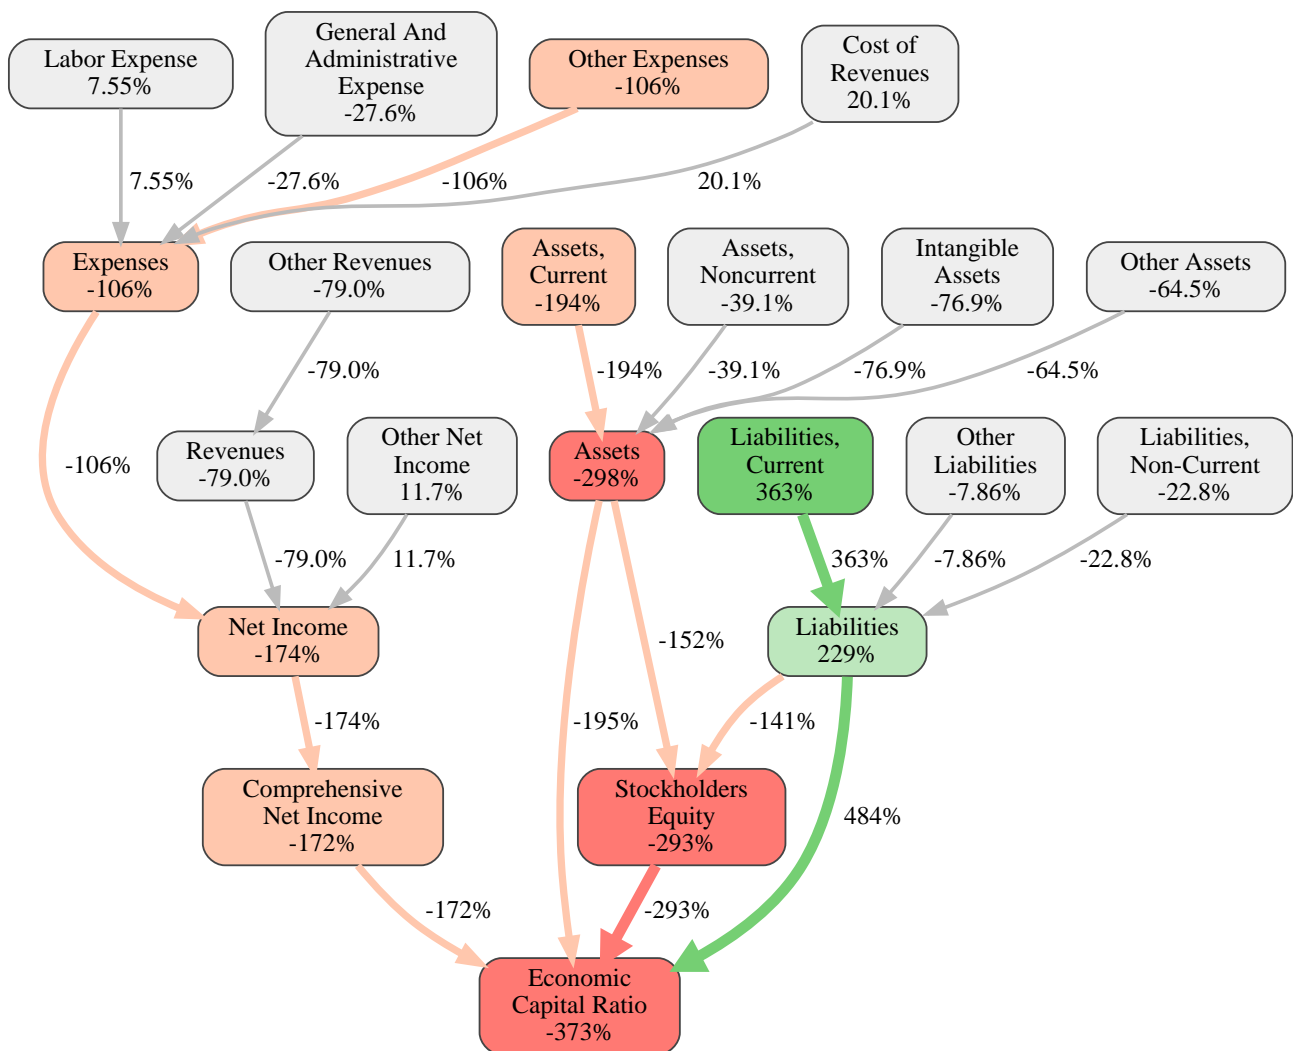 Labor Expense
7.55%
General And
Administrative
Expense
-27.6%
Other Expenses
-106%
Cost of
Revenues
20.1%
7.55%
-27.6%
-106%
20.1%
Expenses
-106%
Other Revenues
-79.0%
Assets,
Current
-194%
Assets,
Noncurrent
-39.1%
Intangible
Assets
-76.9%
Other Assets
-64.5%
-79.0%
-194%
-39.1%
-76.9%
-64.5%
-106%
Revenues
-79.0%
Other Net
Income
11.7%
Assets
-298%
Liabilities,
Current
363%
Other
Liabilities
-7.86%
Liabilities,
Non-Current
-22.8%
-79.0%
11.7%
363%
-7.86%
-22.8%
Net Income
-174%
-152%
Liabilities
229%
-174%
-195%
-141%
Comprehensive
Net Income
-172%
Stockholders
Equity
-293%
484%
-172%
-293%
Economic
Capital Ratio
-373%